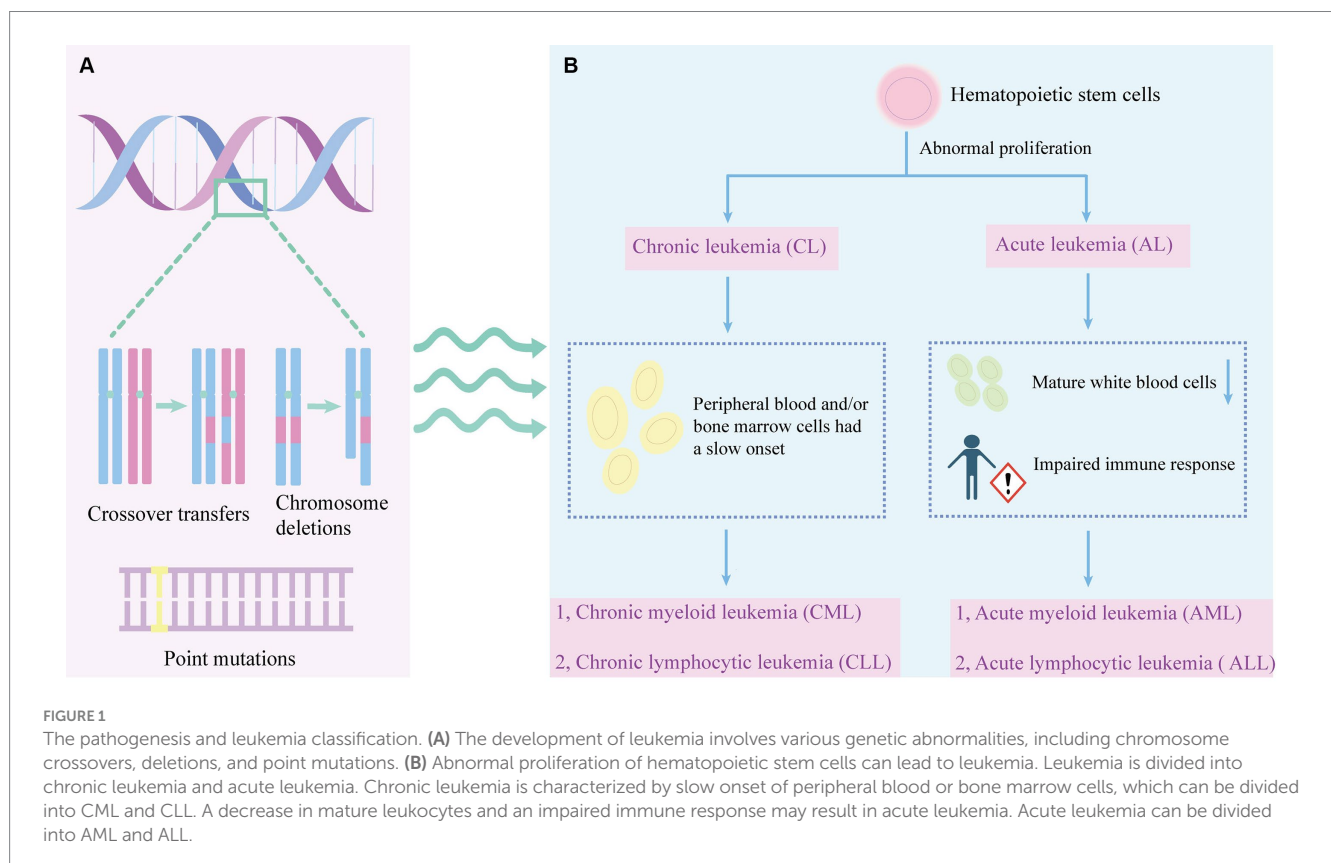 A
Crossover transfers
Chromosome
deletions
Point mutations
B
Hematopoietic stem cells
Abnormal proliferation
Chronic leukemia (CL)
Acute leukemia (AL)
Peripheral blood and/or
bone marrow cells had
a slow onset
Mature white blood cells
Impaired immune response
!
1, Chronic myeloid leukemia (CML)
2, Chronic lymphocytic leukemia (CLL)
1, Acute myeloid leukemia (AML)
2, Acute lymphocytic leukemia ( ALL)
FIGURE 1
The pathogenesis and leukemia classification. (A) The development of leukemia involves various genetic abnormalities, including chromosome
crossovers, deletions, and point mutations. (B) Abnormal proliferation of hematopoietic stem cells can lead to leukemia. Leukemia is divided into
chronic leukemia and acute leukemia. Chronic leukemia is characterized by slow onset of peripheral blood or bone marrow cells, which can be divided
into CML and CLL. A decrease in mature leukocytes and an impaired immune response may result in acute leukemia. Acute leukemia can be divided
into AML and ALL.